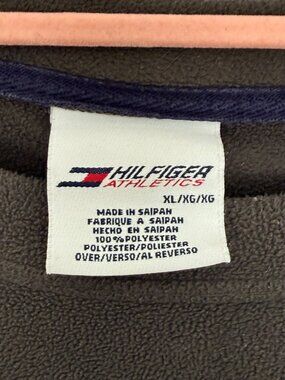 HILFIGER
ATHLETICS
XL/XG/XG
MADE IN SAIPAN
FABRIQUÉ A SAIPAN
HECHO EN SAIPAN
100% POLYESTER
POLYESTER/POLIESTER
OVER/VERSO/AL REVERSO